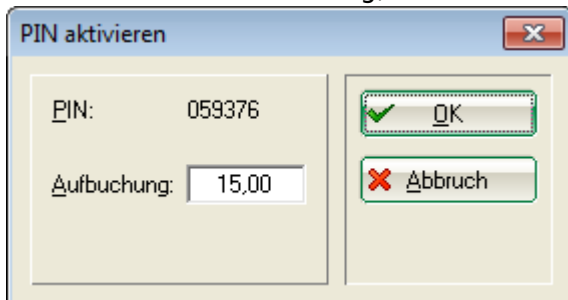 PIN aktivieren
PIN: 059376
OK
Aufbuchung: 15,00
Abbruch